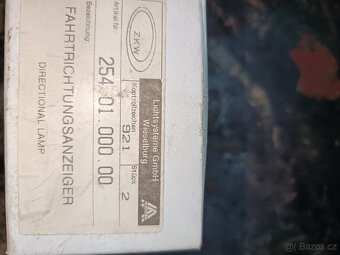 ZKW
Lichtsysteme GmbH
Wieselburg
Artikel Nr.:
Kontrollzeichen
Stück
254.01.000.00
921
2
Bezeichnung:
FAHRTRICHTUNGSANZEIGER
DIRECTIONAL LAMP
Bazoš.cz